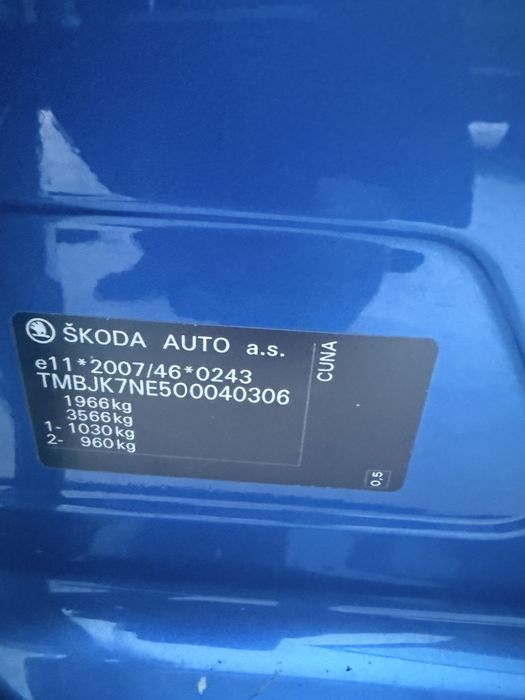 ŠKODA AUTO a.s.
e11*2007/46*0243
TMBJK7NE5O0040306
1966kg
3566kg
1- 1030kg
2- 960kg
CUNA
0,5